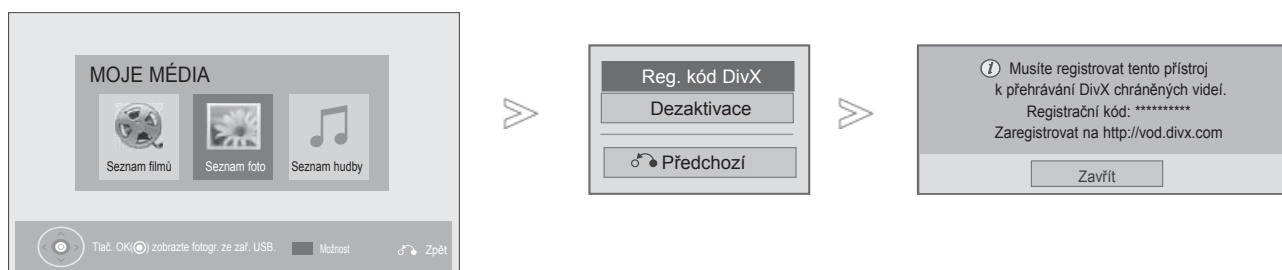 MOJE MÉDIA
Seznam filmů
Seznam foto
Seznam hudby
Tlač. OK(◉) zobrazte fotogr. ze zař. USB.
Možnost
Zpět
Reg. kód DivX
Dezaktivace
Předchozí
Musíte registrovat tento přístroj
k přehrávání DivX chráněných videí.
Registrační kód: **********
Zaregistrovat na http://vod.divx.com
Zavřít